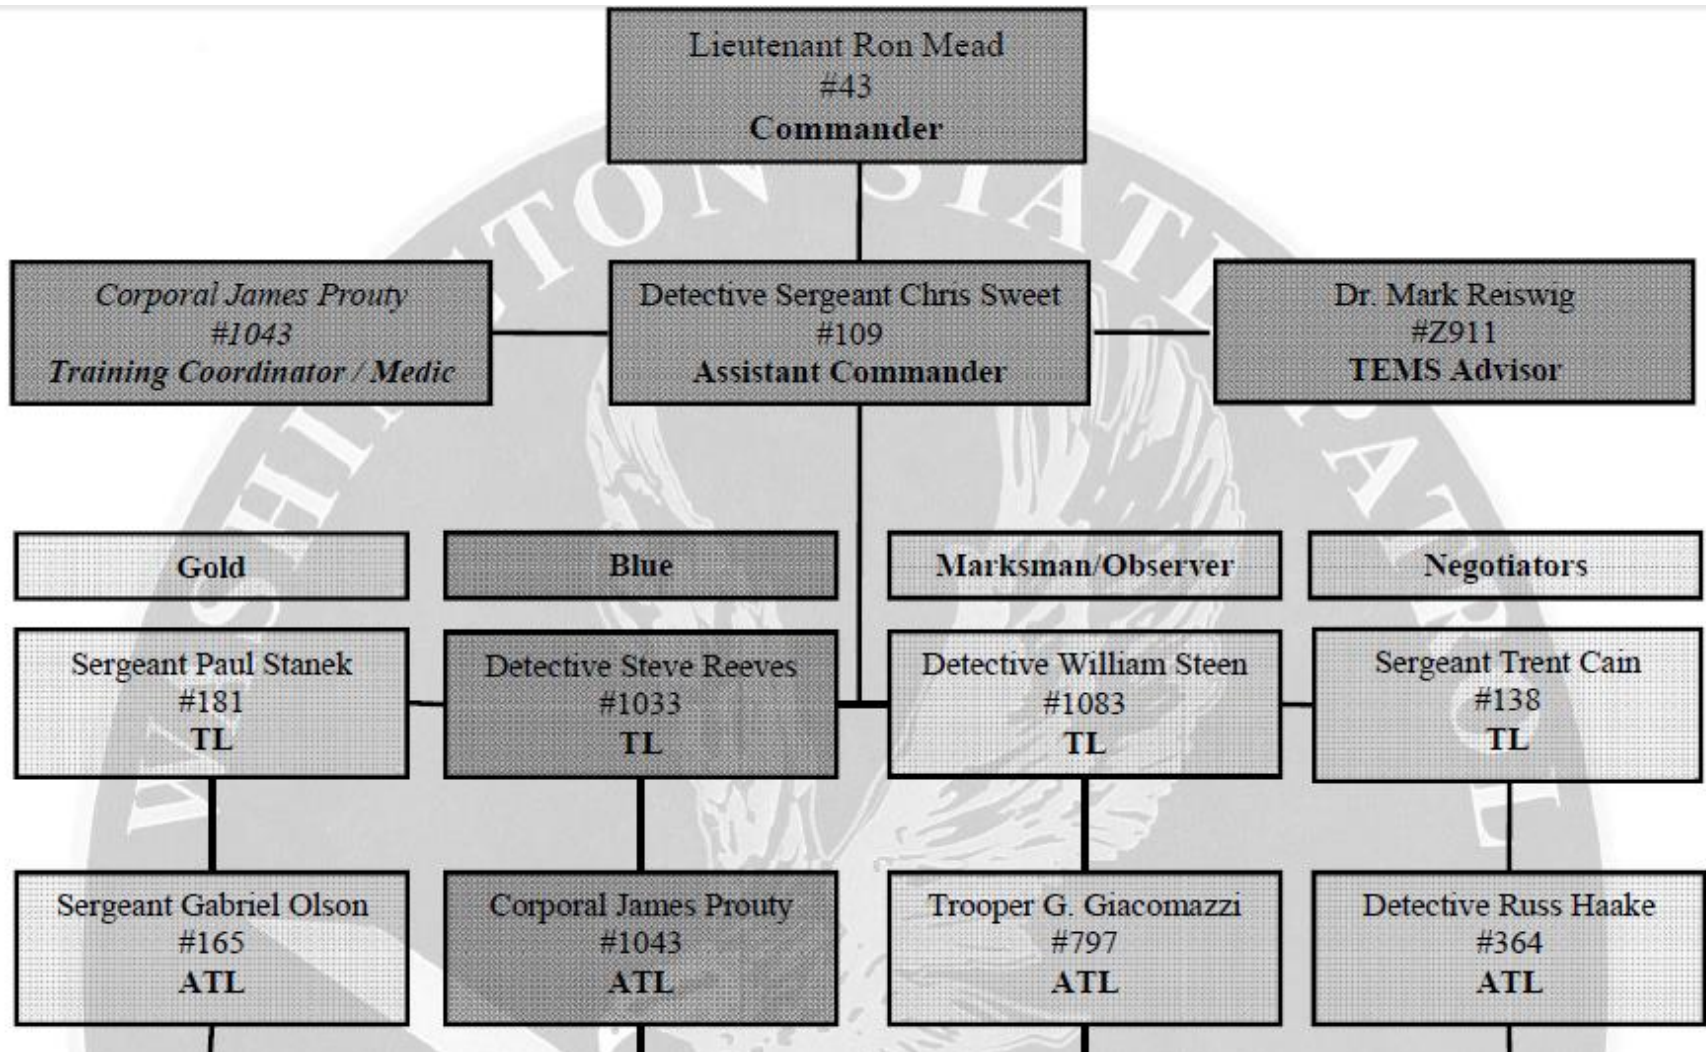 Lieutenant Ron Mead
#43
Commander
Corporal James Prouty
#1043
Training Coordinator / Medic
Detective Sergeant Chris Sweet
#109
Assistant Commander
Dr. Mark Reiswig
#Z911
TEMS Advisor
Gold
Blue
Marksman/Observer
Negotiators
Sergeant Paul Stanek
#181
TL
Detective Steve Reeves
#1033
TL
Detective William Steen
#1083
TL
Sergeant Trent Cain
#138
TL
Sergeant Gabriel Olson
#165
ATL
Corporal James Prouty
#1043
ATL
Trooper G. Giacomazzi
#797
ATL
Detective Russ Haake
#364
ATL
WASHINGTON STATE PATROL